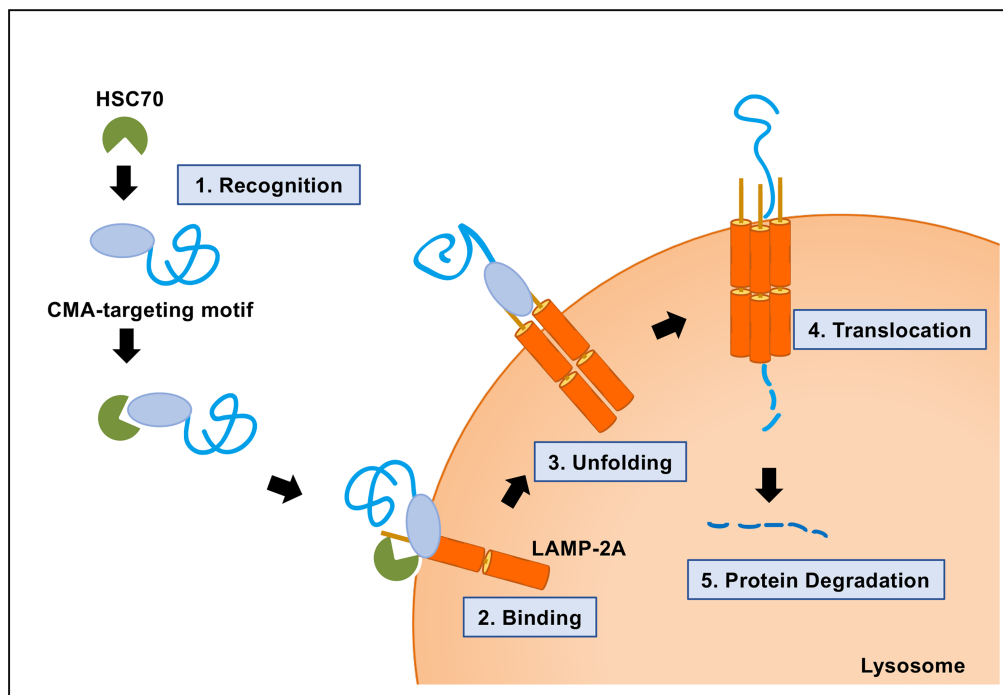 HSC70
1. Recognition
CMA-targeting motif
4. Translocation
3. Unfolding
LAMP-2A
5. Protein Degradation
2. Binding
Lysosome